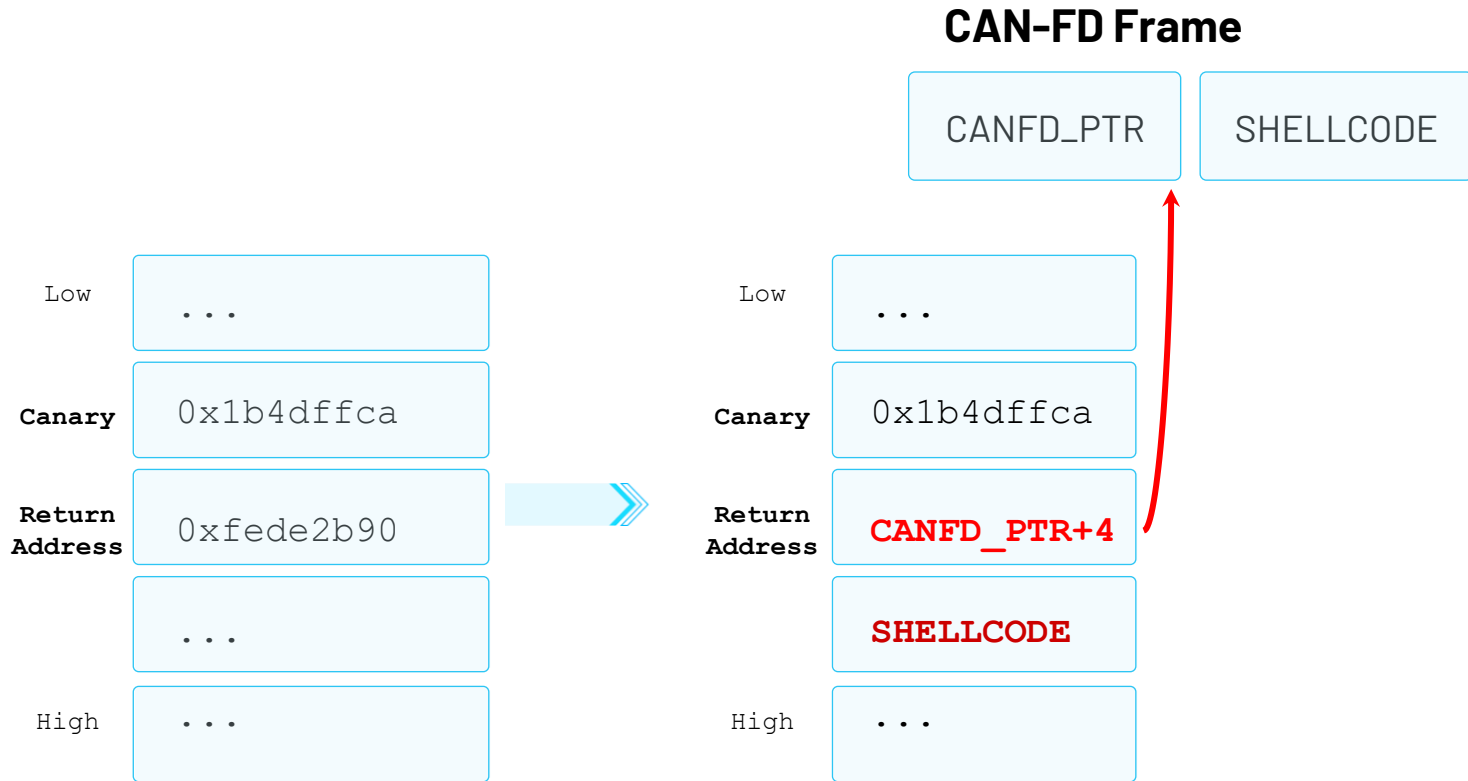 CAN-FD Frame
CANFD_PTR
SHELLCODE
Low
...
Canary
0x1b4dffca
Return
Address
0xfede2b90
...
High
...
Low
...
Canary
0x1b4dffca
Return
Address
CANFD_PTR+4
SHELLCODE
High
...